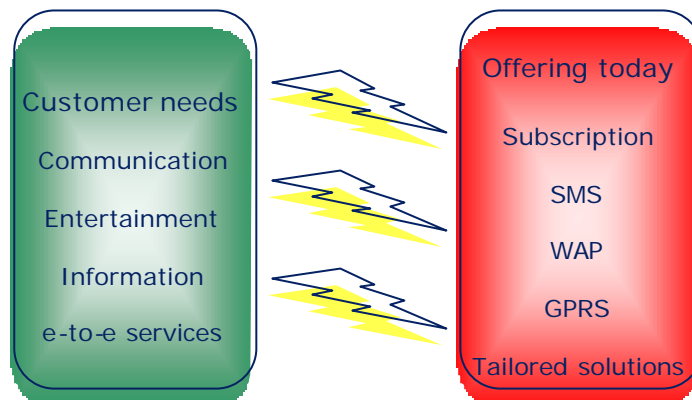 Customer needs
Communication
Entertainment
Information
e-to-e services
Offering today
Subscription
SMS
WAP
GPRS
Tailored solutions